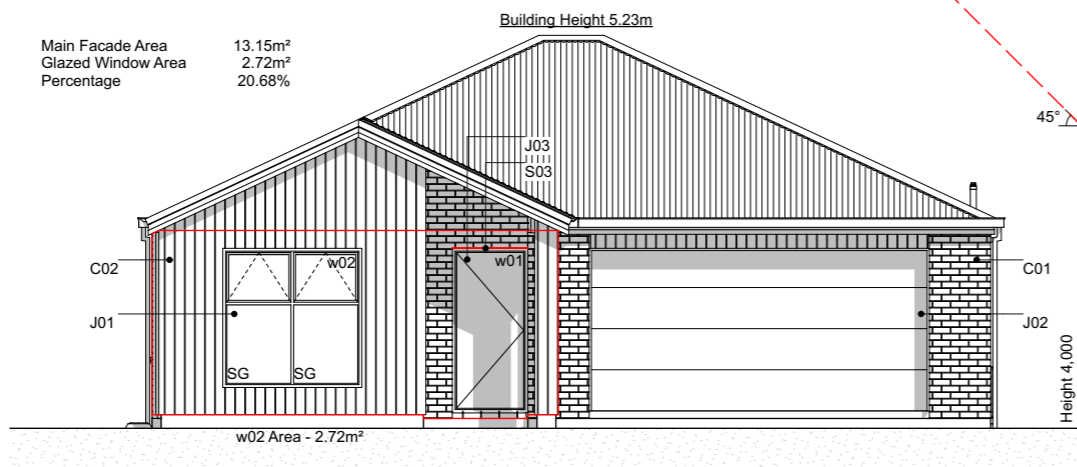 Building Height 5.23m
Main Facade Area 13.15m²
Glazed Window Area 2.72m²
Percentage 20.68%
45°
J03
S03
C02
w02
w01
C01
J01
J02
SG SG
Height 4,000
w02 Area - 2.72m²